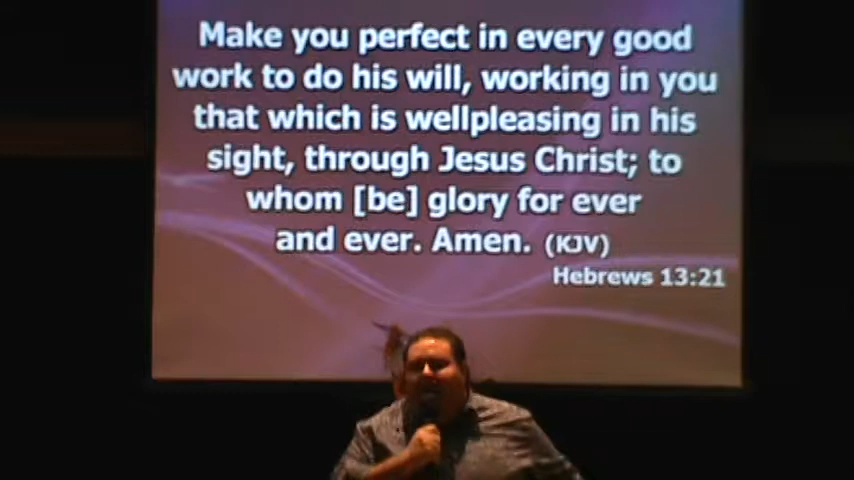 Make you perfect in every good
work to do his will, working in you
that which is wellpleasing in his
sight, through Jesus Christ; to
whom [be] glory for ever
and ever. Amen. (KJV)
Hebrews 13:21